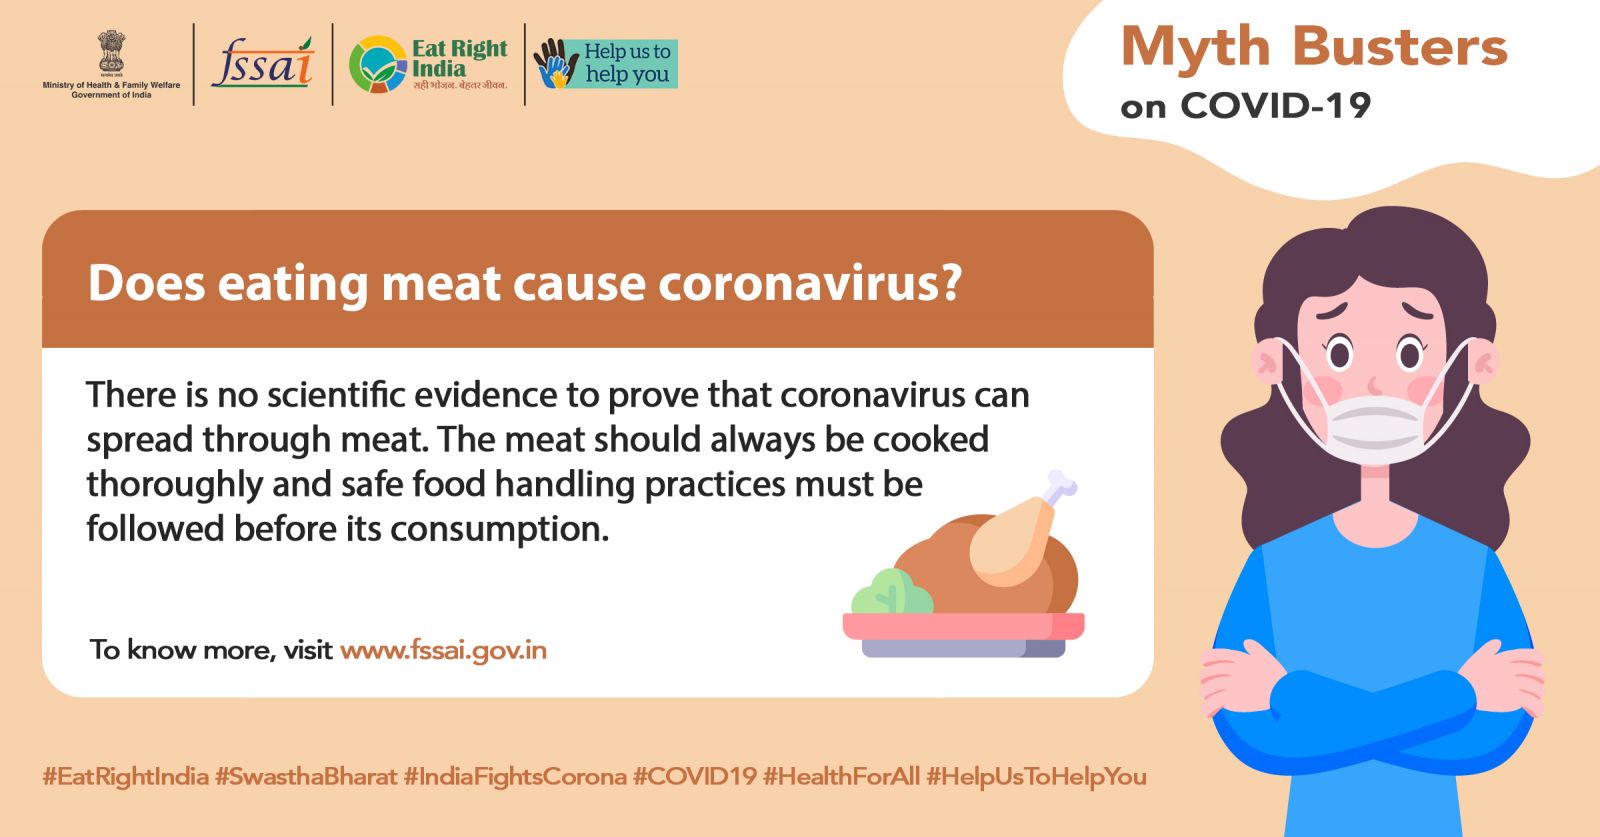 Ministry of Health & Family Welfare
Government of India
fssai
Eat Right
India
सही भोजन. बेहतर जीवन.
Help us to
help you
Myth Busters
on COVID-19
Does eating meat cause coronavirus?
There is no scientific evidence to prove that coronavirus can
spread through meat. The meat should always be cooked
thoroughly and safe food handling practices must be
followed before its consumption.
To know more, visit www.fssai.gov.in
#EatRightIndia #SwasthaBharat #IndiaFightsCorona #COVID19 #HealthForAll #HelpUsToHelpYou